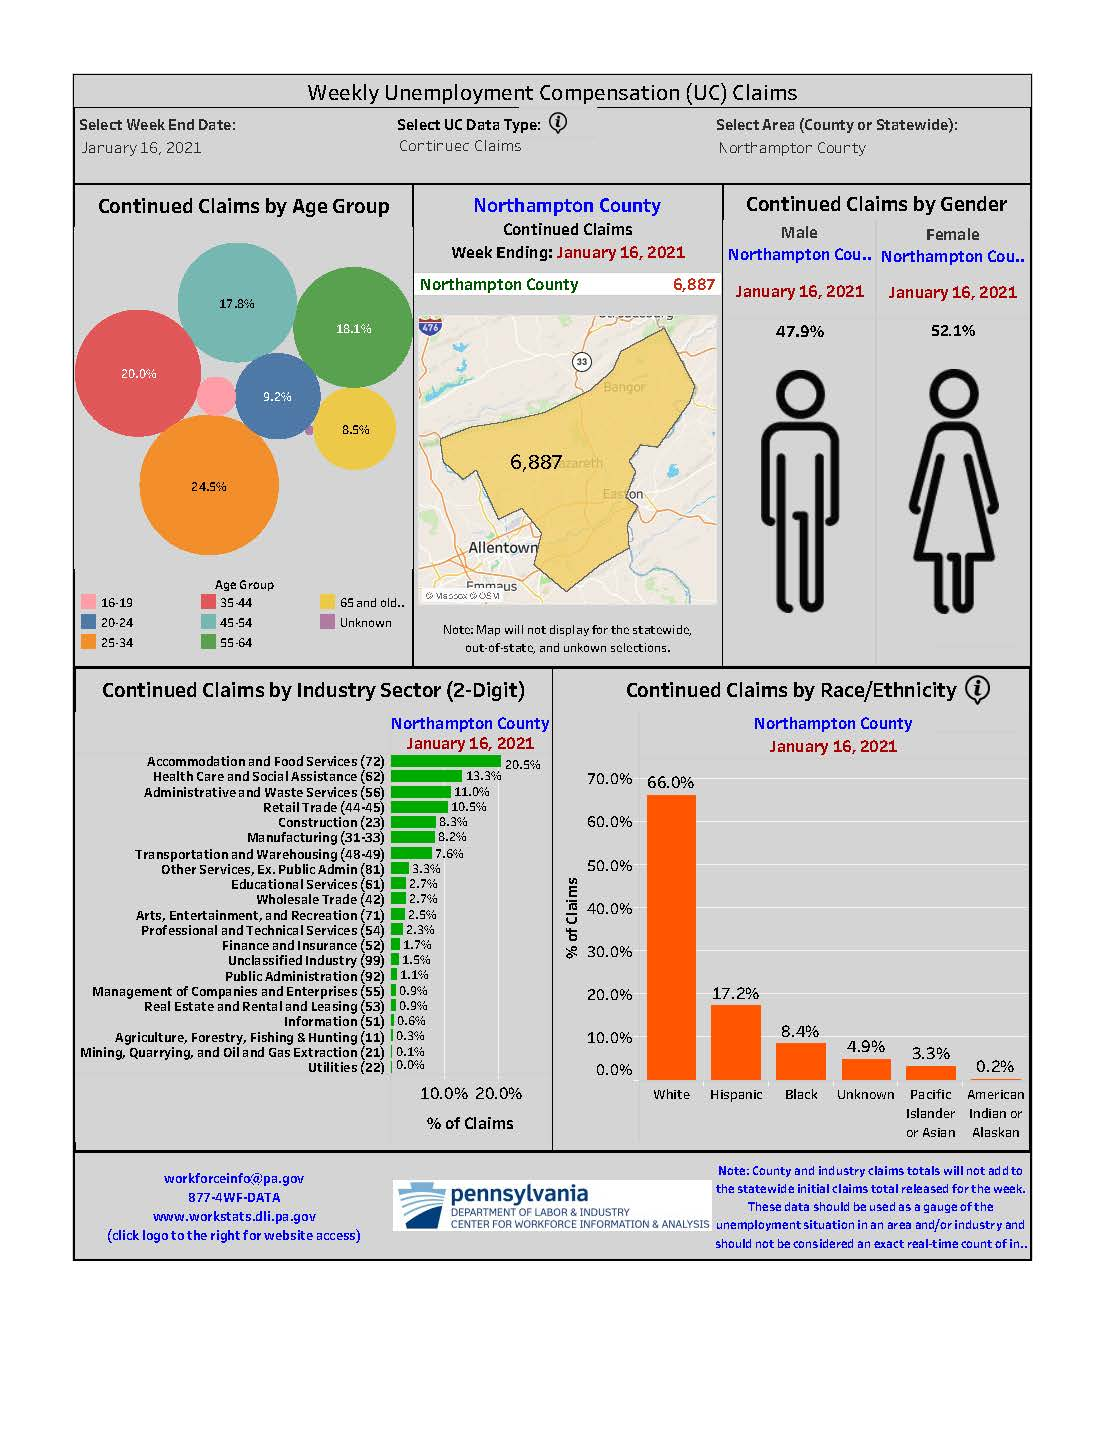 Weekly Unemployment Compensation (UC) Claims
Select Week End Date:
January 16, 2021
Select UC Data Type:
Continued Claims
Select Area (County or Statewide):
Northampton County
Continued Claims by Age Group
17.8%
18.1%
20.0%
9.2%
8.5%
24.5%
Age Group
16-19
20-24
25-34
35-44
45-54
55-64
65 and old..
Unknown
Northampton County
Continued Claims
Week Ending: January 16, 2021
Northampton County 6,887
476
33
Bangor
6,887
Easton
Allentown
Emmaus
© Mapbox © OSM
Note: Map will not display for the statewide,
out-of-state, and unkown selections.
Continued Claims by Gender
Male
Northampton Cou..
January 16, 2021
47.9%
Female
Northampton Cou..
January 16, 2021
52.1%
Continued Claims by Industry Sector (2-Digit)
Northampton County
January 16, 2021
Accommodation and Food Services (72) 20.5%
Health Care and Social Assistance (62) 13.3%
Administrative and Waste Services (56) 11.0%
Retail Trade (44-45) 10.5%
Construction (23) 8.3%
Manufacturing (31-33) 8.2%
Transportation and Warehousing (48-49) 7.6%
Other Services, Ex. Public Admin (81) 3.3%
Educational Services (61) 2.7%
Wholesale Trade (42) 2.7%
Arts, Entertainment, and Recreation (71) 2.5%
Professional and Technical Services (54) 2.3%
Finance and Insurance (52) 1.7%
Unclassified Industry (99) 1.5%
Public Administration (92) 1.1%
Management of Companies and Enterprises (55) 0.9%
Real Estate and Rental and Leasing (53) 0.9%
Information (51) 0.6%
Agriculture, Forestry, Fishing & Hunting (11) 0.3%
Mining, Quarrying, and Oil and Gas Extraction (21) 0.1%
Utilities (22) 0.0%
10.0% 20.0%
% of Claims
Continued Claims by Race/Ethnicity
Northampton County
January 16, 2021
% of Claims
70.0%
60.0%
50.0%
40.0%
30.0%
20.0%
10.0%
0.0%
66.0%
17.2%
8.4%
4.9%
3.3%
0.2%
White
Hispanic
Black
Unknown
Pacific
Islander
or Asian
American
Indian or
Alaskan
workforceinfo@pa.gov
877-4WF-DATA
www.workstats.dli.pa.gov
(click logo to the right for website access)
pennsylvania
DEPARTMENT OF LABOR & INDUSTRY
CENTER FOR WORKFORCE INFORMATION & ANALYSIS
Note: County and industry claims totals will not add to
the statewide initial claims total released for the week.
These data should be used as a gauge of the
unemployment situation in an area and/or industry and
should not be considered an exact real-time count of in..